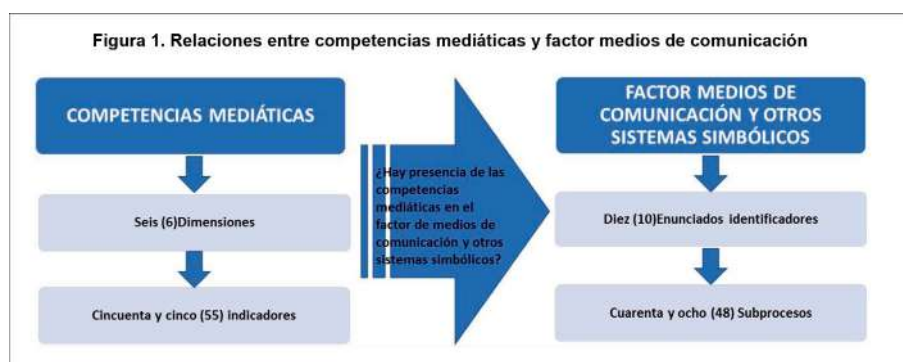 Figura 1. Relaciones entre competencias mediáticas y factor medios de comunicación
COMPETENCIAS MEDIÁTICAS
Seis (6)Dimensiones
Cincuenta y cinco (55) indicadores
¿Hay presencia de las
competencias
mediáticas en el
factor de medios de
comunicación y otros
sistemas simbólicos?
FACTOR MEDIOS DE
COMUNICACIÓN Y OTROS
SISTEMAS SIMBÓLICOS
Diez (10)Enunciados identificadores
Cuarenta y ocho (48) Subprocesos